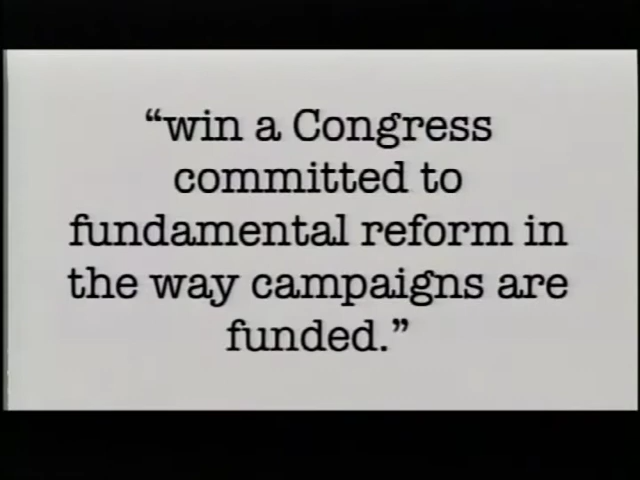 “win a Congress
committed to
fundamental reform in
the way campaigns are
funded.”